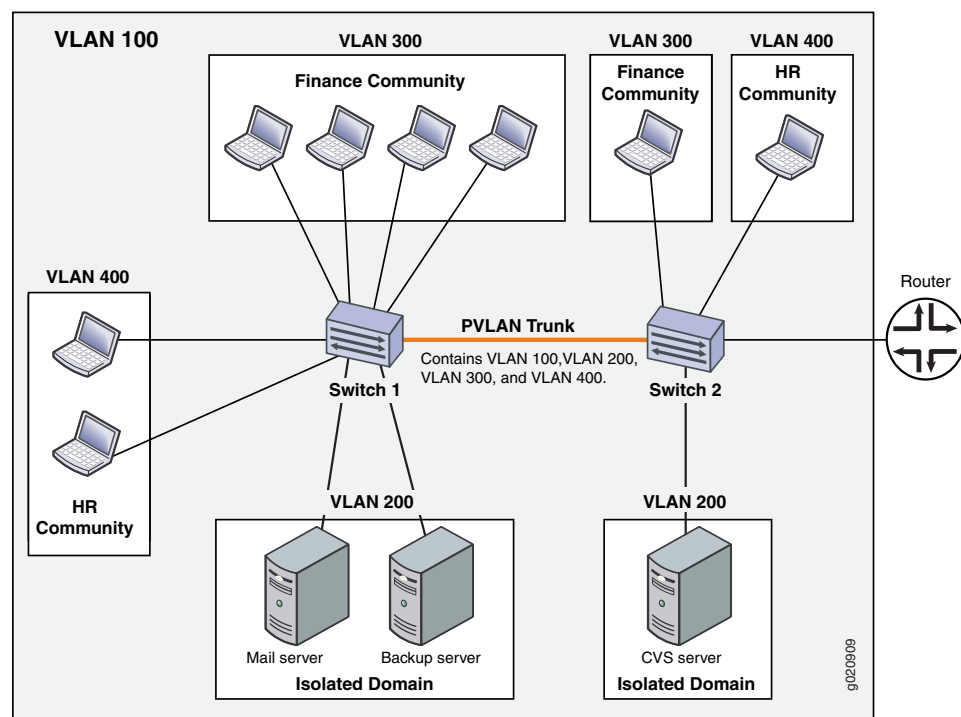 VLAN 100
VLAN 300
Finance Community
VLAN 300
Finance
Community
VLAN 400
HR
Community
VLAN 400
HR
Community
Router
PVLAN Trunk
Contains VLAN 100,VLAN 200,
VLAN 300, and VLAN 400.
Switch 1
Switch 2
VLAN 200
Mail server
Backup server
Isolated Domain
VLAN 200
CVS server
Isolated Domain
g020909